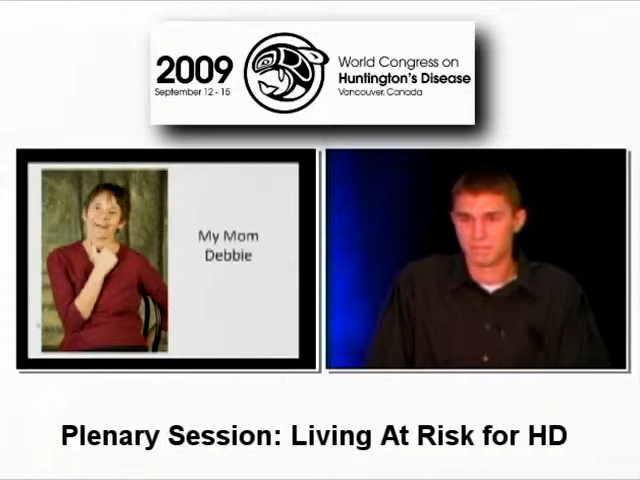 2009
September 12 - 15
World Congress on
Huntington's Disease
Vancouver, Canada
My Mom
Debbie
Plenary Session: Living At Risk for HD